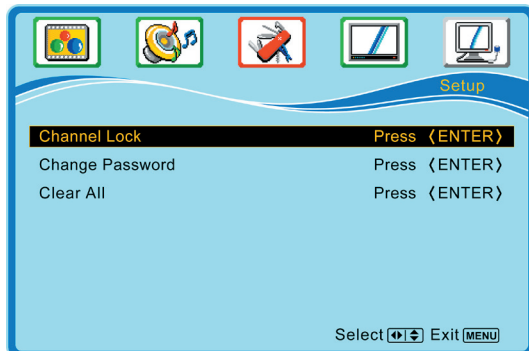 Setup
Channel Lock Press 〈ENTER〉
Change Password Press 〈ENTER〉
Clear All Press 〈ENTER〉
Select Exit MENU